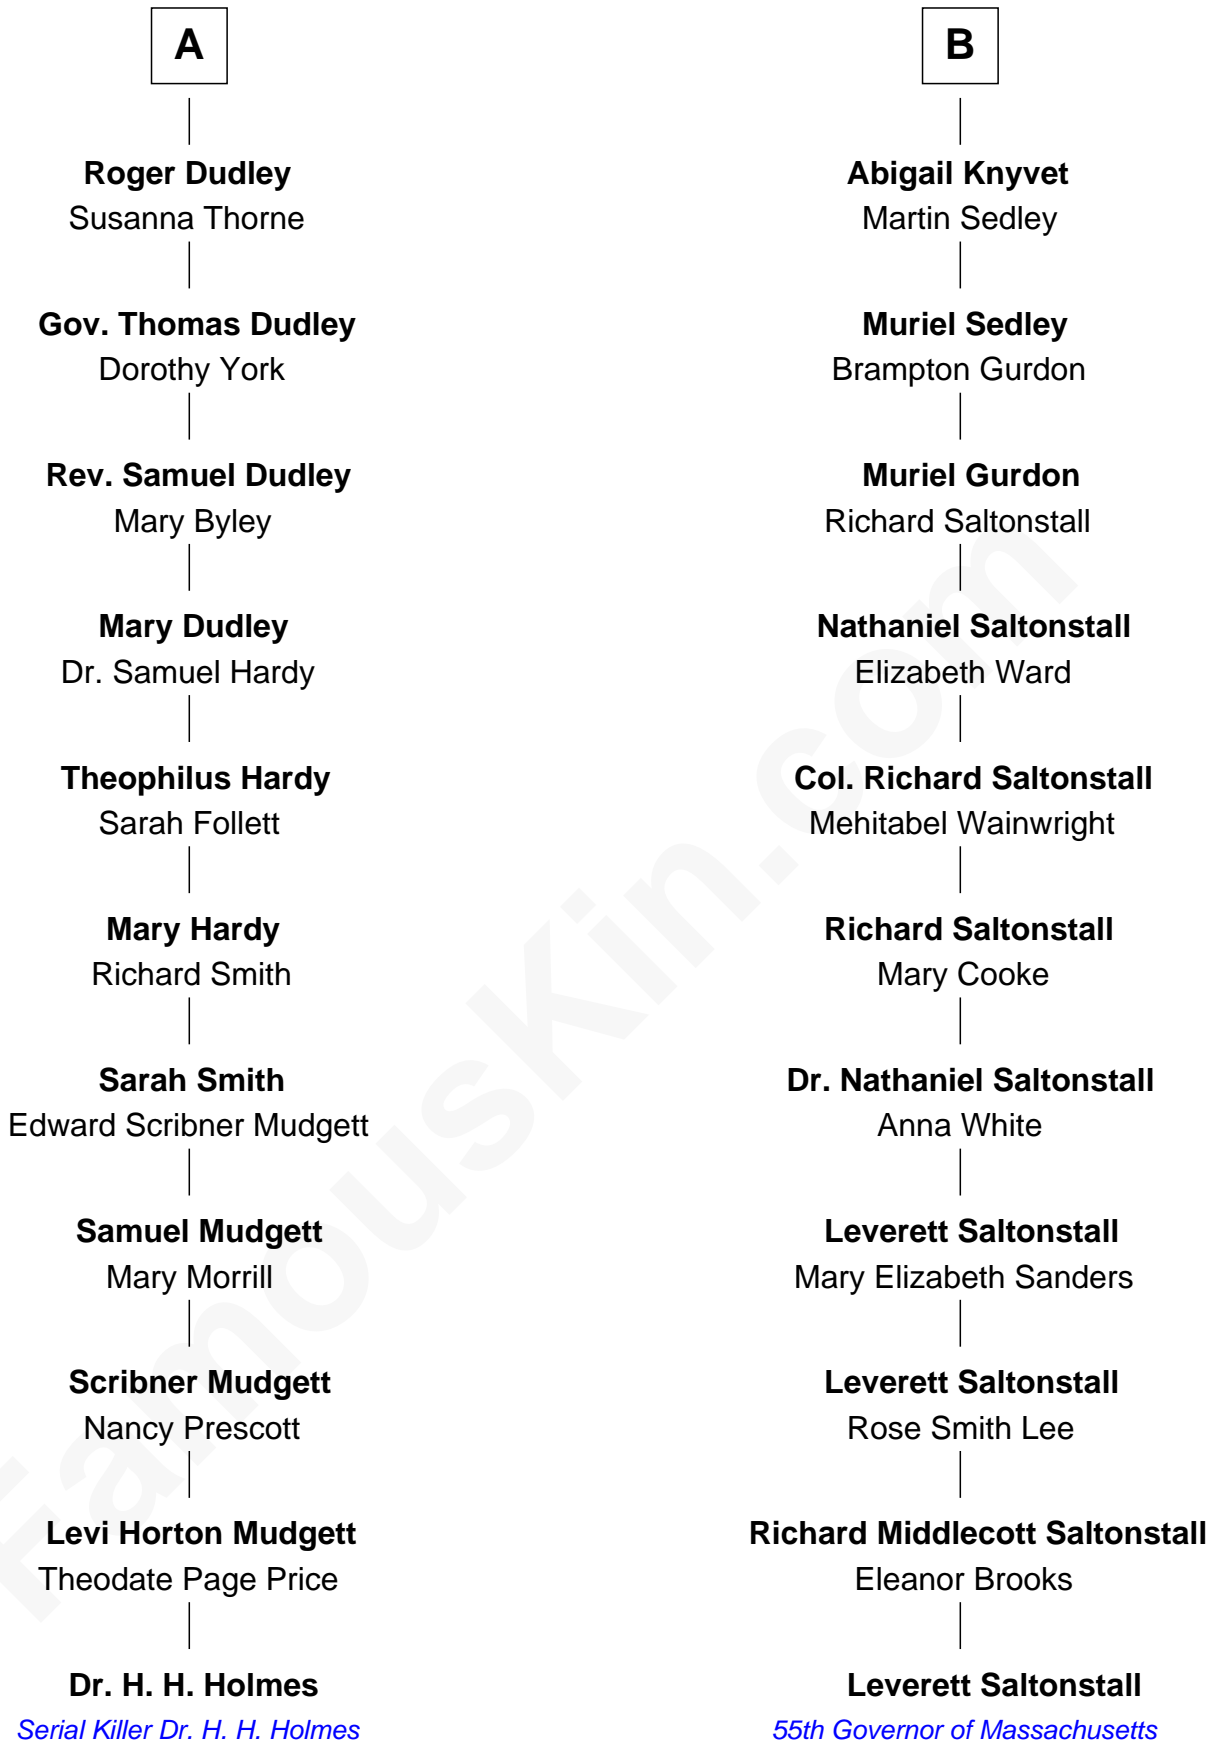 A
Roger Dudley
Susanna Thorne
Gov. Thomas Dudley
Dorothy York
Rev. Samuel Dudley
Mary Byley
Mary Dudley
Dr. Samuel Hardy
Theophilus Hardy
Sarah Follett
Mary Hardy
Richard Smith
Sarah Smith
Edward Scribner Mudgett
Samuel Mudgett
Mary Morrill
Scribner Mudgett
Nancy Prescott
Levi Horton Mudgett
Theodate Page Price
Dr. H. H. Holmes
Serial Killer Dr. H. H. Holmes
B
Abigail Knyvet
Martin Sedley
Muriel Sedley
Brampton Gurdon
Muriel Gurdon
Richard Saltonstall
Nathaniel Saltonstall
Elizabeth Ward
Col. Richard Saltonstall
Mehitabel Wainwright
Richard Saltonstall
Mary Cooke
Dr. Nathaniel Saltonstall
Anna White
Leverett Saltonstall
Mary Elizabeth Sanders
Leverett Saltonstall
Rose Smith Lee
Richard Middlecott Saltonstall
Eleanor Brooks
Leverett Saltonstall
55th Governor of Massachusetts
FamousKin.com